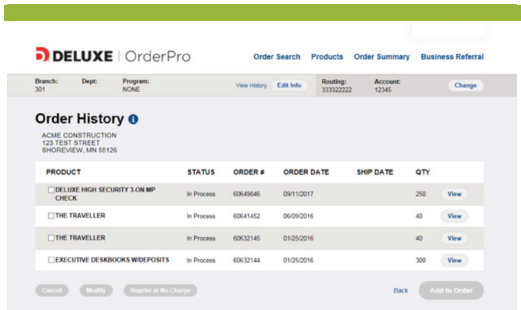 DELUXE OrderPro
Order Search Products Order Summary Business Referral
Branch: Dept: Program: Routing: Account:
301 NONE View History Edit Info 333322222 12345 Change
Order History
ACME CONSTRUCTION
123 TEST STREET
SHOREVIEW, MN 55126
PRODUCT STATUS ORDER # ORDER DATE SHIP DATE QTY
DELUXE HIGH SECURITY 3-ON MP
CHECK In Process 60649846 09/11/2017 250 View
THE TRAVELLER In Process 60641452 06/09/2016 40 View
THE TRAVELLER In Process 60632145 01/25/2016 40 View
EXECUTIVE DESKBOOKS W/DEPOSITS In Process 60632144 01/25/2016 300 View
Cancel Modify Reprint at No Charge Back Add to Order